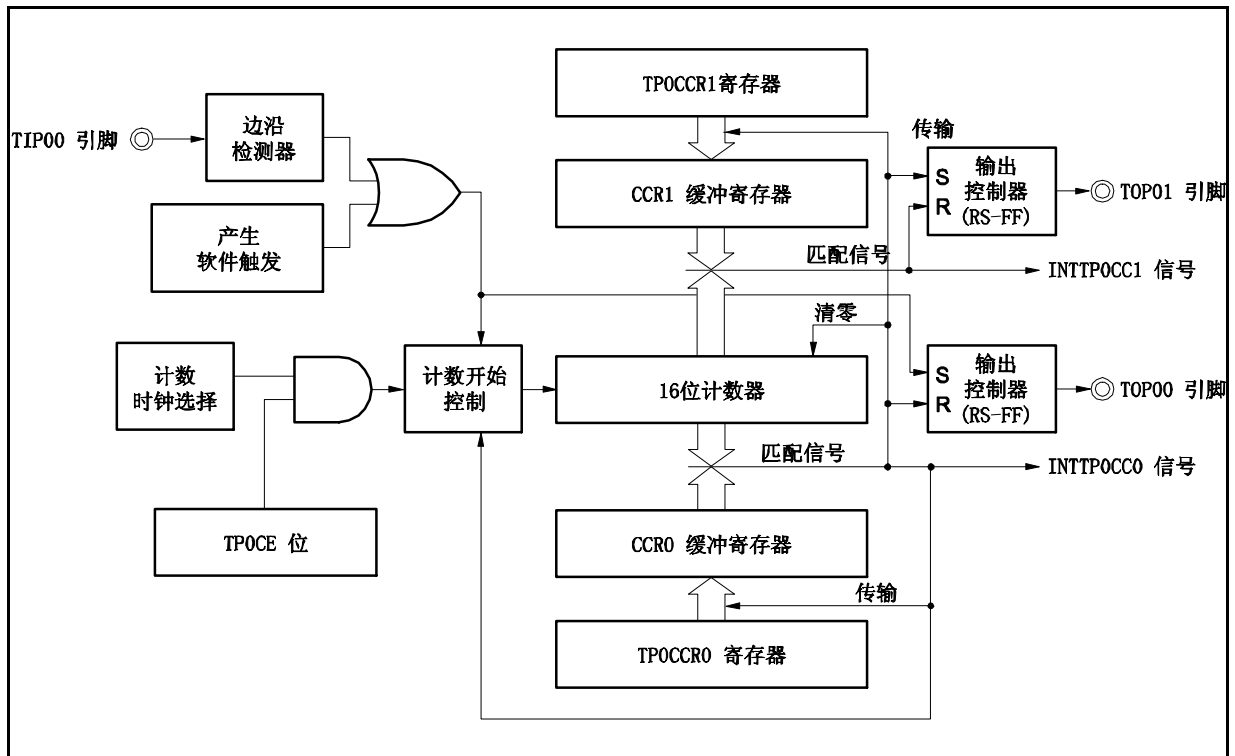 TP0CCR1寄存器
TIP00 引脚
边沿
检测器
传输
输出
控制器
(RS-FF)
S
R
TOP01 引脚
CCR1 缓冲寄存器
产生
软件触发
匹配信号
INTTP0CC1 信号
清零
计数
时钟选择
计数开始
控制
16位计数器
S
R
输出
控制器
(RS-FF)
TOP00 引脚
匹配信号
INTTP0CC0 信号
TP0CE 位
CCR0 缓冲寄存器
传输
TP0CCR0 寄存器